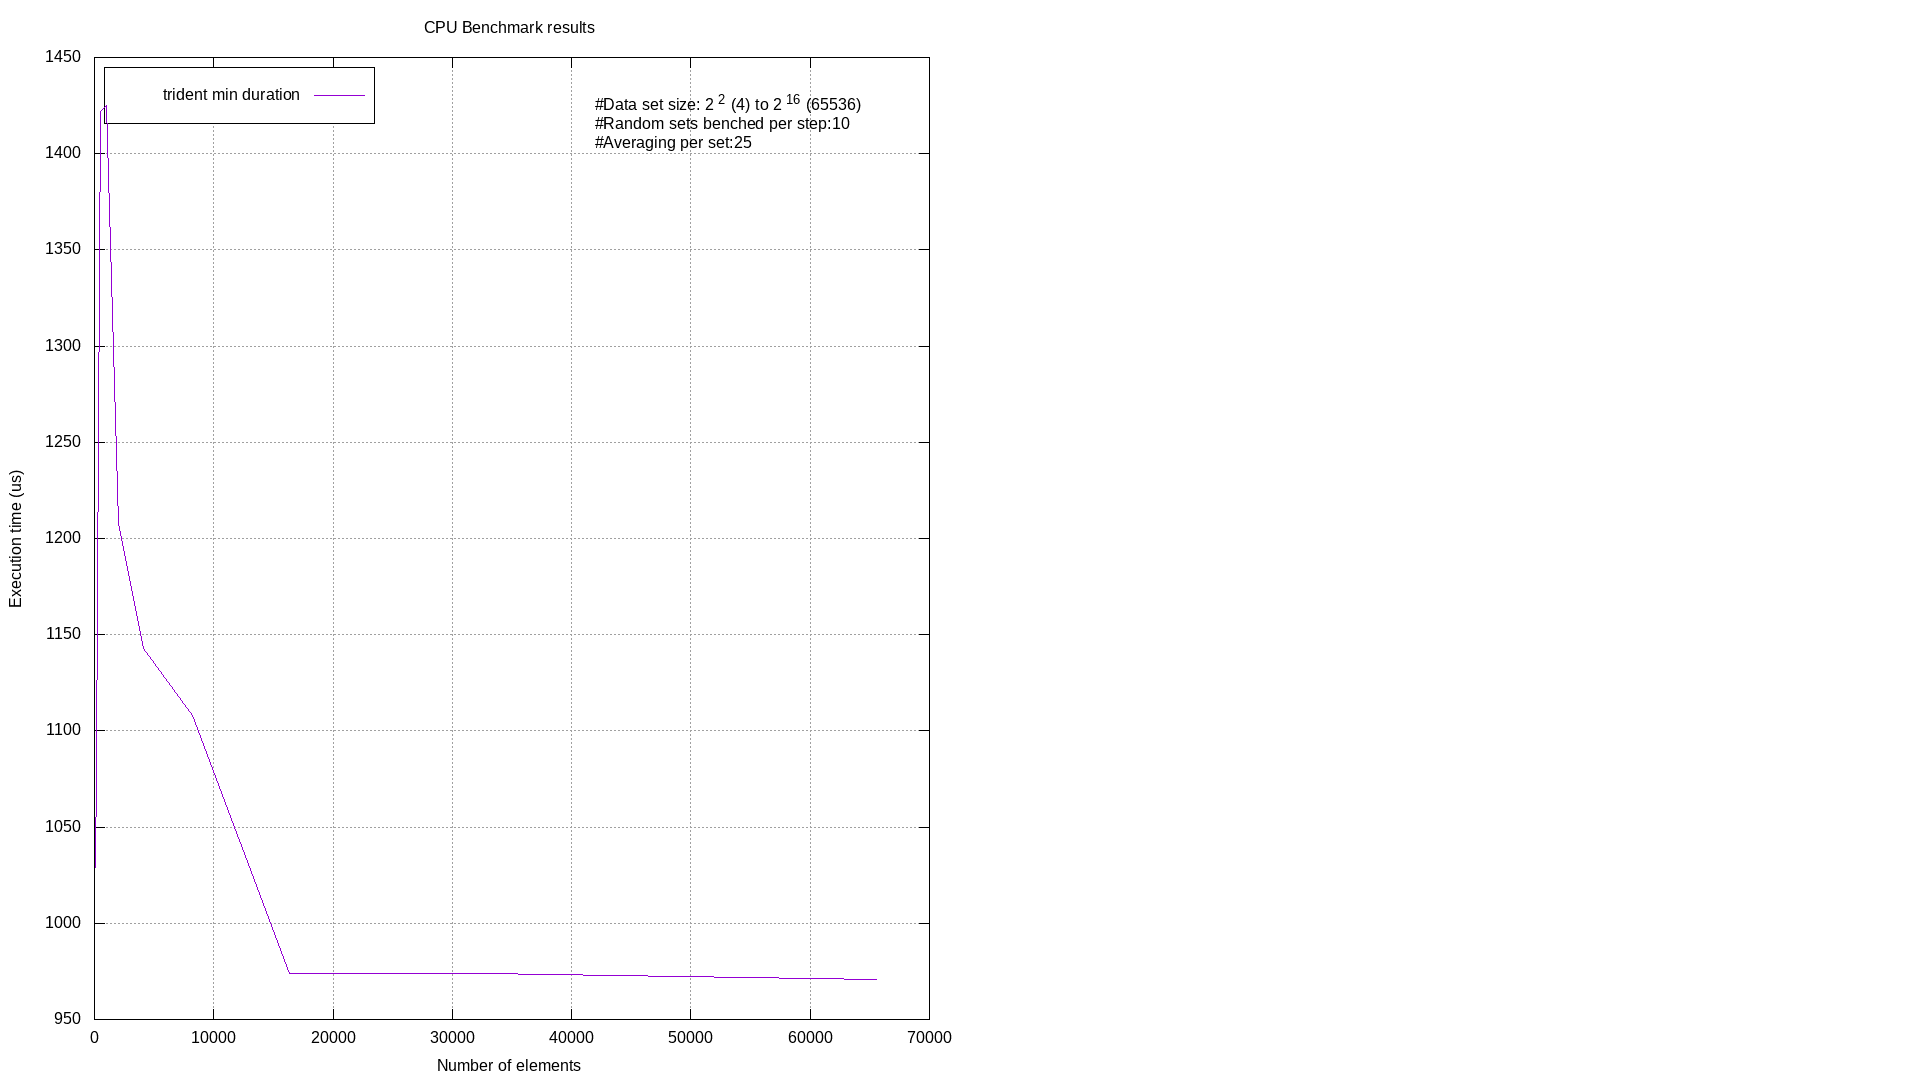 CPU Benchmark results
trident min duration
#Data set size: 2 2 (4) to 2 16 (65536)
#Random sets benched per step:10
#Averaging per set:25
1450
1400
1350
1300
1250
1200
1150
1100
1050
1000
950
Execution time (us)
0 10000 20000 30000 40000 50000 60000 70000
Number of elements